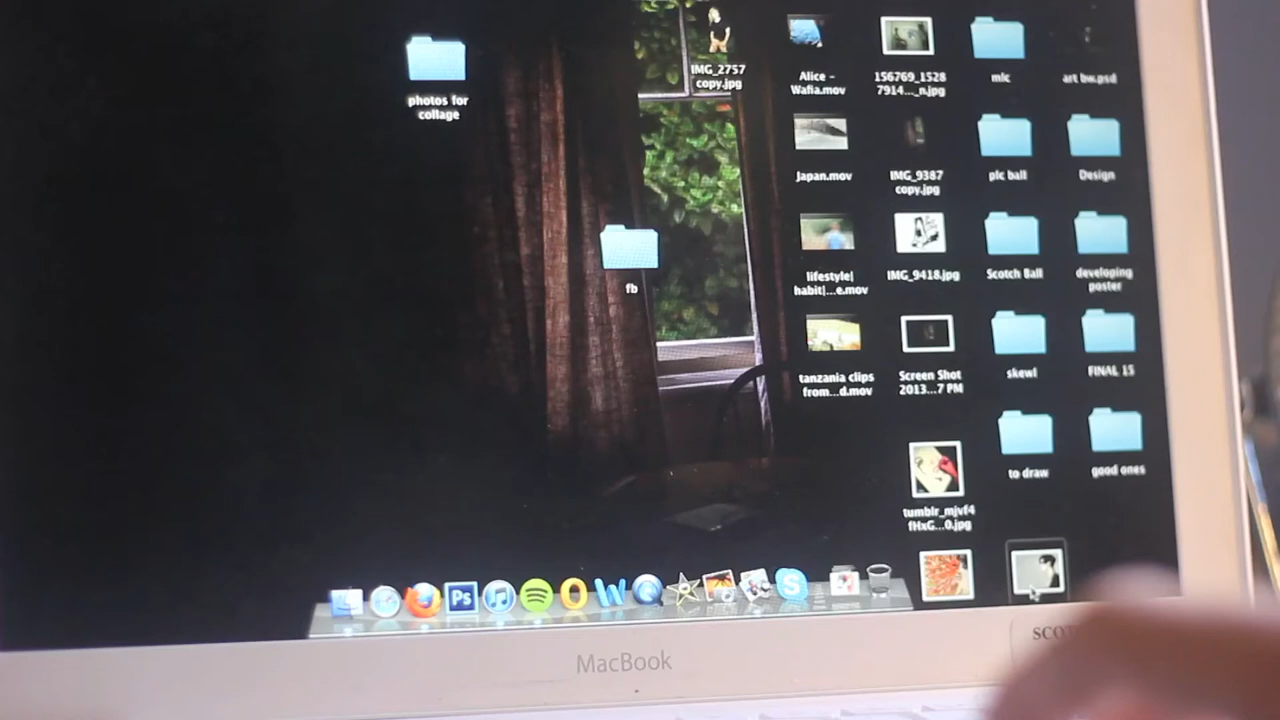 photos for
collage
IMG_2757
copy.jpg
Alice -
Wafia.mov
156769_1528
7914..._n.jpg
mlc
art bw.psd
Japan.mov
IMG_9387
copy.jpg
plc ball
Design
fb
lifestyle|
habit|...e.mov
IMG_9418.jpg
Scotch Ball
developing
poster
tanzania clips
from...d.mov
Screen Shot
2013...7 PM
skewl
FINAL 15
tumblr_mjvf4
fHxG...0.jpg
to draw
good ones
Ps
MacBook